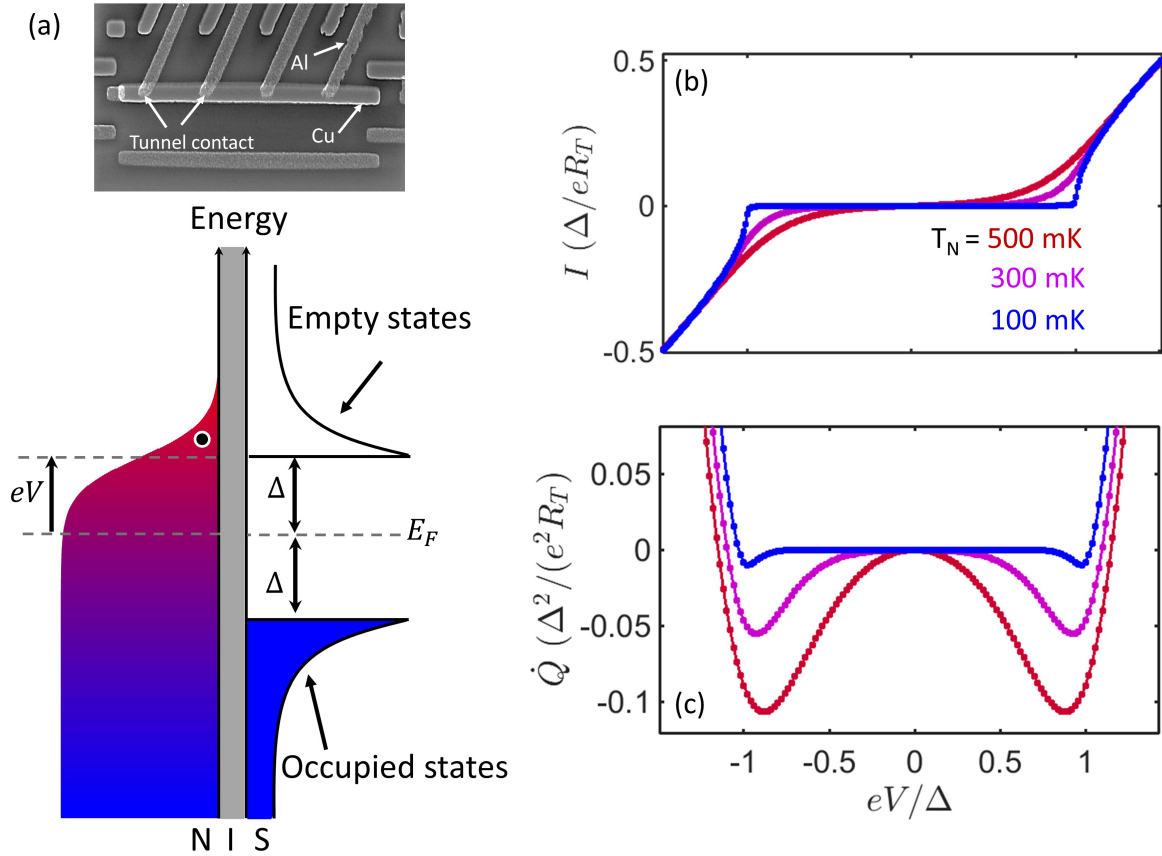 (a)
Al
Tunnel contact
Cu
Energy
Empty states
eV
Δ
E_F
Δ
Occupied states
N I S
(b)
0.5
0
-0.5
I (Δ/eR_T)
T_N = 500 mK
300 mK
100 mK
(c)
0.05
0
-0.05
-0.1
Q̇ (Δ²/(e²R_T)
-1 -0.5 0 0.5 1
eV/Δ